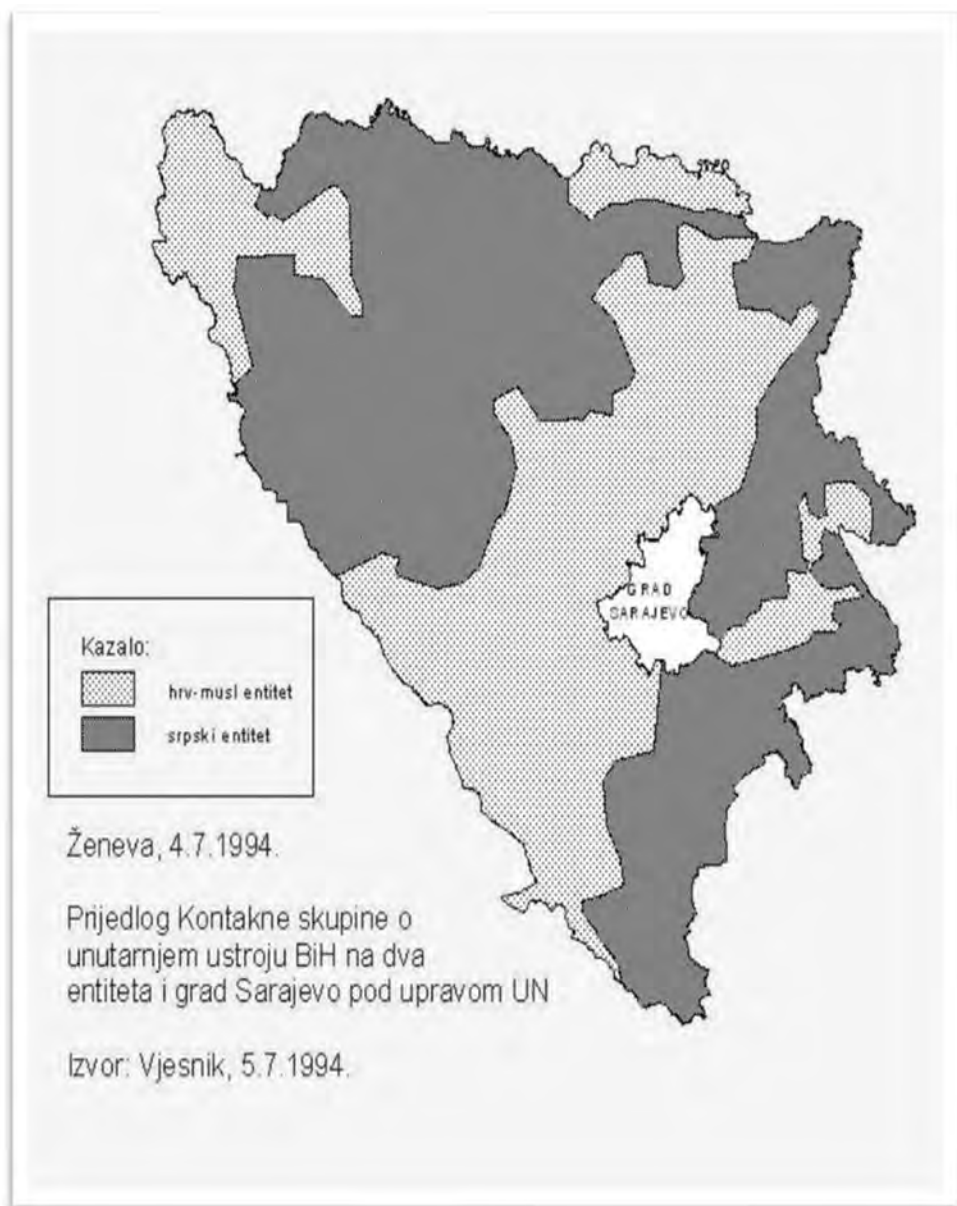 GRAD
SARAJEVO
Kazalo:
hrv-musl entitet
srpski entitet
Ženeva, 4.7.1994.
Prijedlog Kontakne skupine o
unutarnjem ustroju BiH na dva
entiteta i grad Sarajevo pod upravom UN
Izvor: Vjesnik, 5.7.1994.